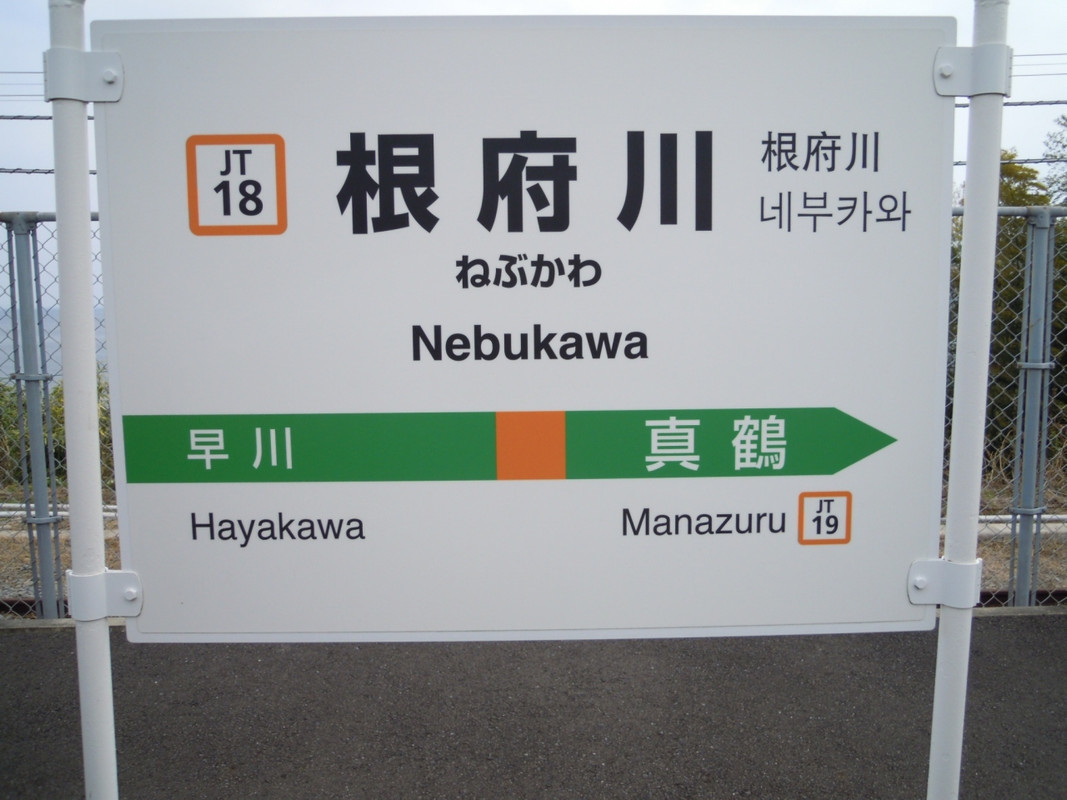 JT
18
根府川
根府川
네부카와
ねぶかわ
Nebukawa
早川
真鶴
Hayakawa
Manazuru
JT
19